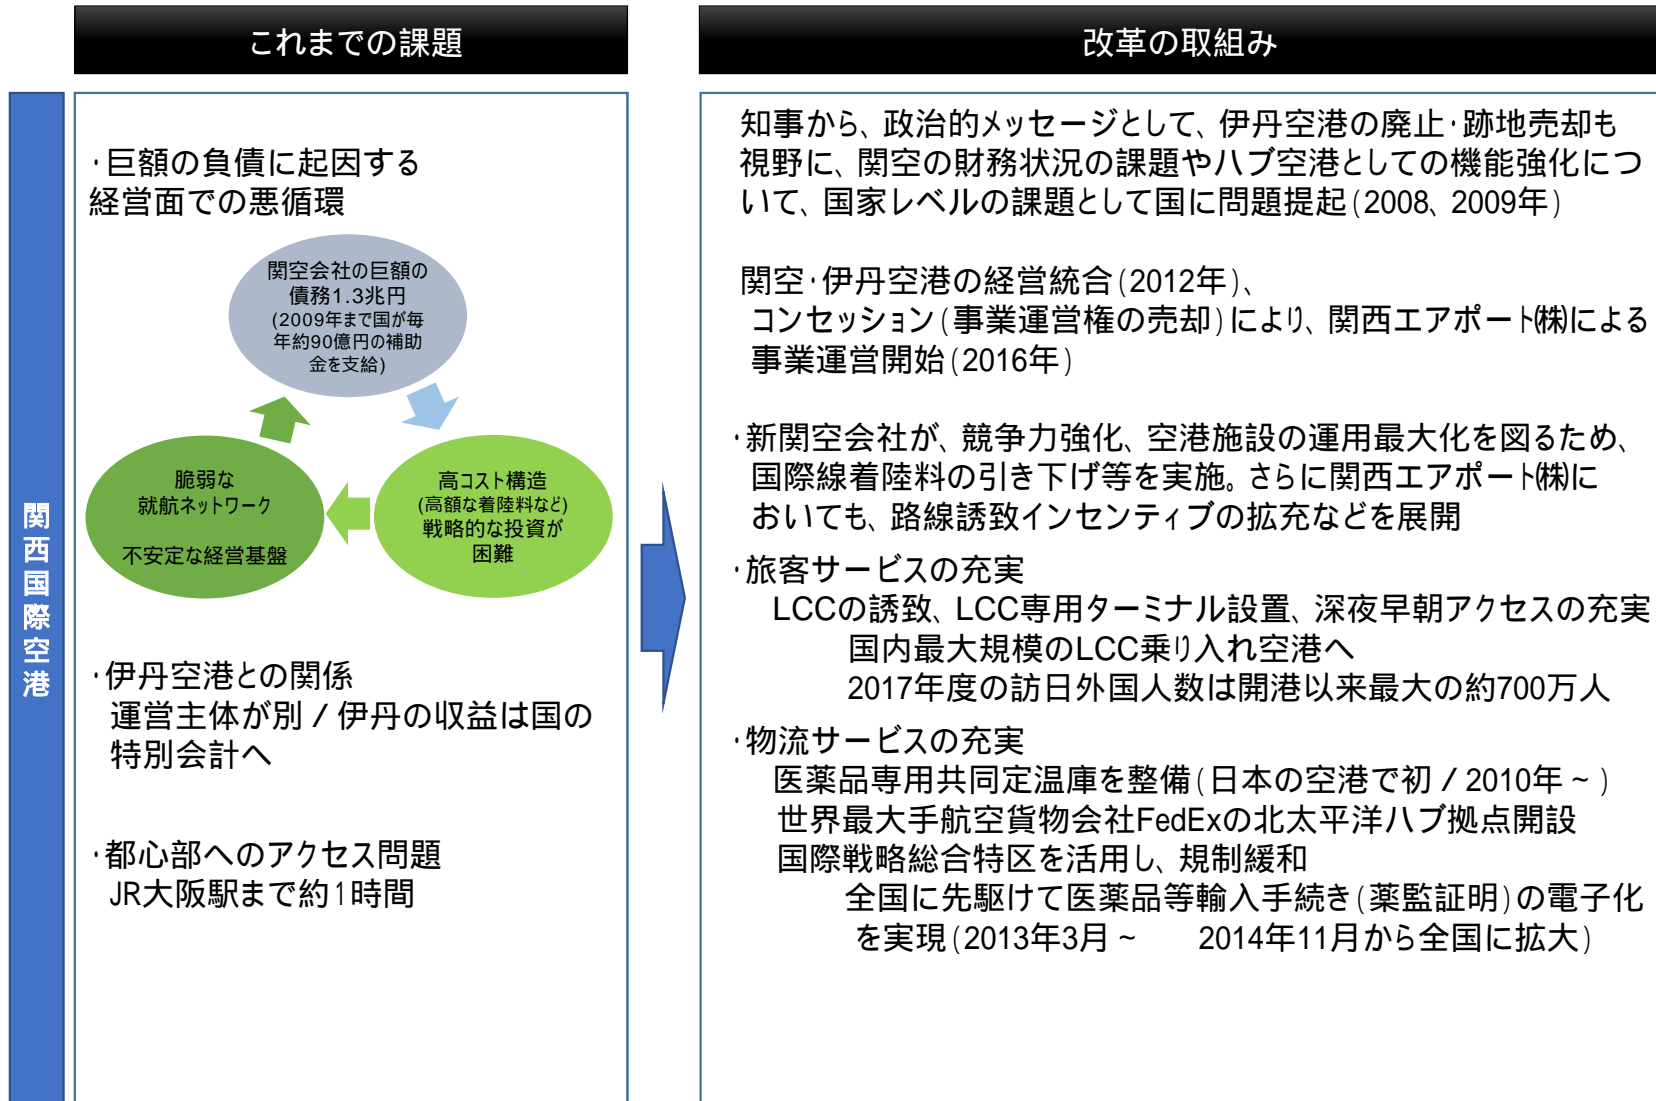 これまでの課題
改革の取組み
関西国際空港
・巨額の負債に起因する
経営面での悪循環
関空会社の巨額の
債務1.3兆円
(2009年まで国が毎
年約90億円の補助
金を支給)
高コスト構造
(高額な着陸料など)
戦略的な投資が
困難
脆弱な
就航ネットワーク
不安定な経営基盤
・伊丹空港との関係
運営主体が別／伊丹の収益は国の
特別会計へ
・都心部へのアクセス問題
JR大阪駅まで約1時間
知事から、政治的メッセージとして、伊丹空港の廃止・跡地売却も
視野に、関空の財務状況の課題やハブ空港としての機能強化につ
いて、国家レベルの課題として国に問題提起(2008、2009年)
関空・伊丹空港の経営統合(2012年)、
コンセッション(事業運営権の売却)により、関西エアポート㈱による
事業運営開始(2016年)
・新関空会社が、競争力強化、空港施設の運用最大化を図るため、
国際線着陸料の引き下げ等を実施。さらに関西エアポート㈱に
おいても、路線誘致インセンティブの拡充などを展開
・旅客サービスの充実
LCCの誘致、LCC専用ターミナル設置、深夜早朝アクセスの充実
国内最大規模のLCC乗り入れ空港へ
2017年度の訪日外国人数は開港以来最大の約700万人
・物流サービスの充実
医薬品専用共同定温庫を整備(日本の空港で初／2010年～)
世界最大手航空貨物会社FedExの北太平洋ハブ拠点開設
国際戦略総合特区を活用し、規制緩和
全国に先駆けて医薬品等輸入手続き(薬監証明)の電子化
を実現(2013年3月～　2014年11月から全国に拡大)